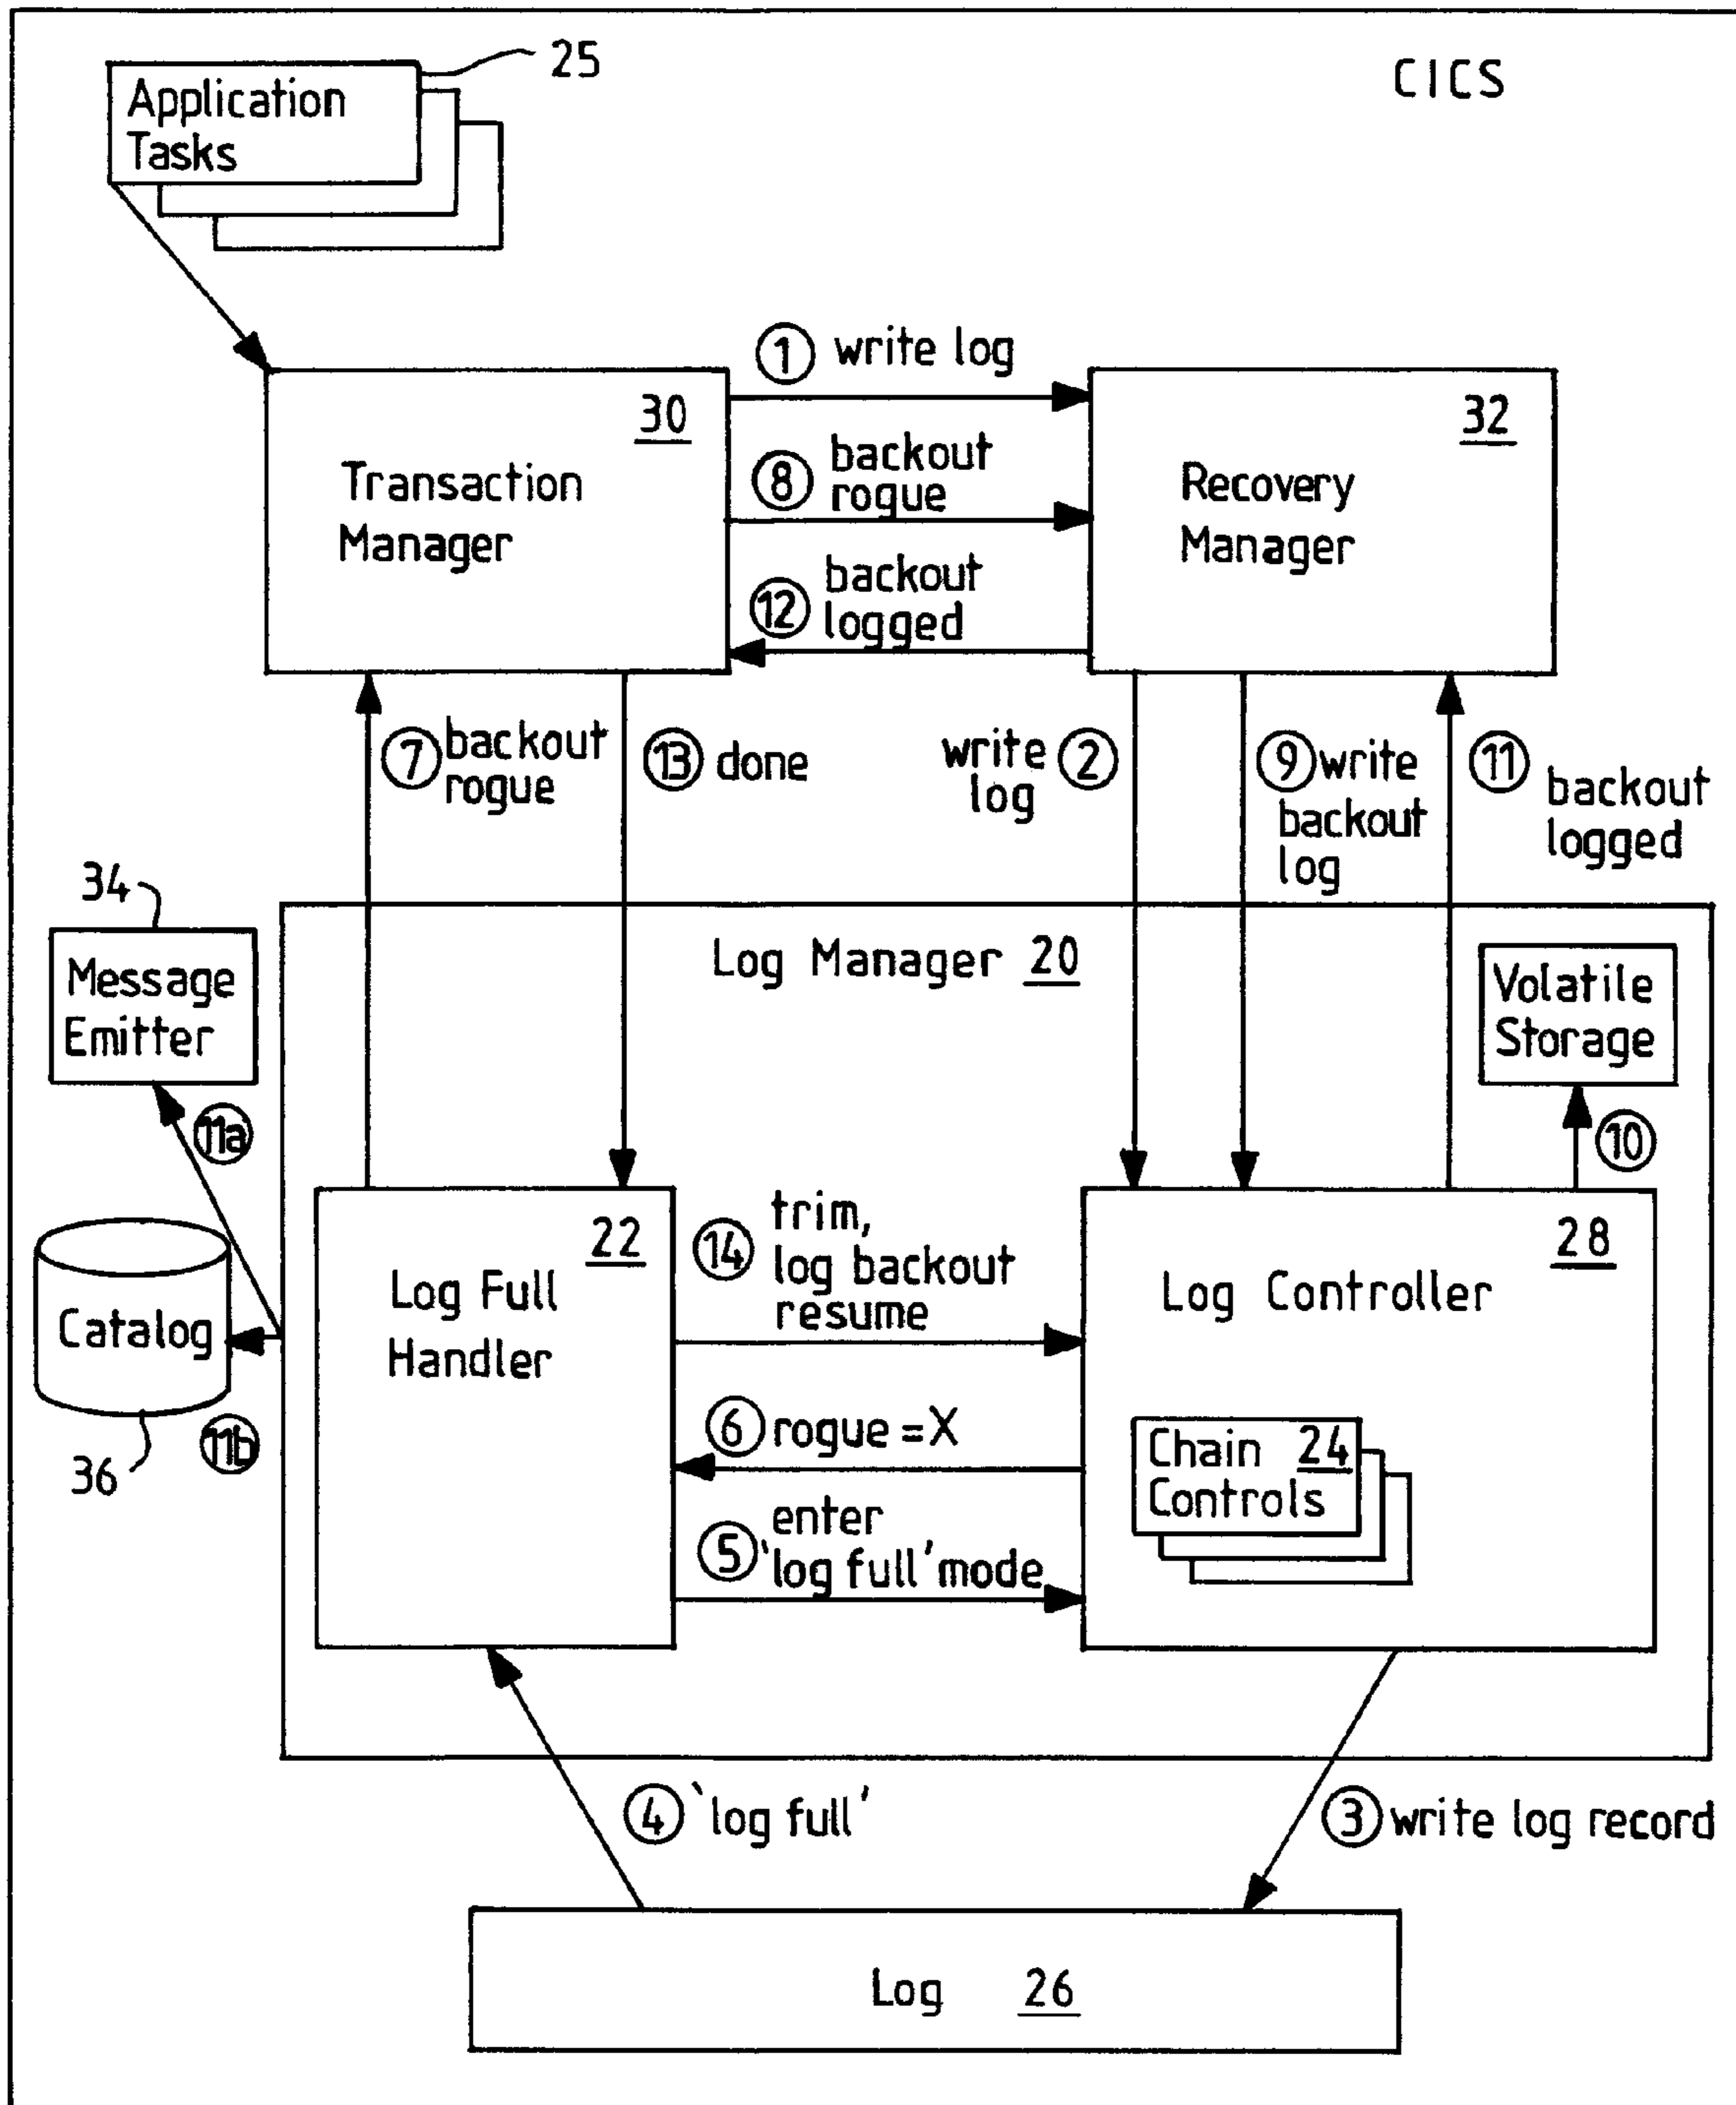 25
CICS
Application
Tasks
① write log
30
32
⑧ backout
rogue
Transaction
Manager
Recovery
Manager
⑫ backout
logged
⑦ backout
rogue
⑬ done
write ②
log
⑨ write
backout
log
⑪ backout
logged
34
Message
Emitter
Log Manager 20
Volatile
Storage
11a
⑩
22
⑭ trim,
log backout
resume
28
Catalog
Log Full
Handler
Log Controller
36
11b
⑥ rogue = X
Chain 24
Controls
⑤ enter
‘log full’ mode
④ ‘log full’
③ write log record
Log 26